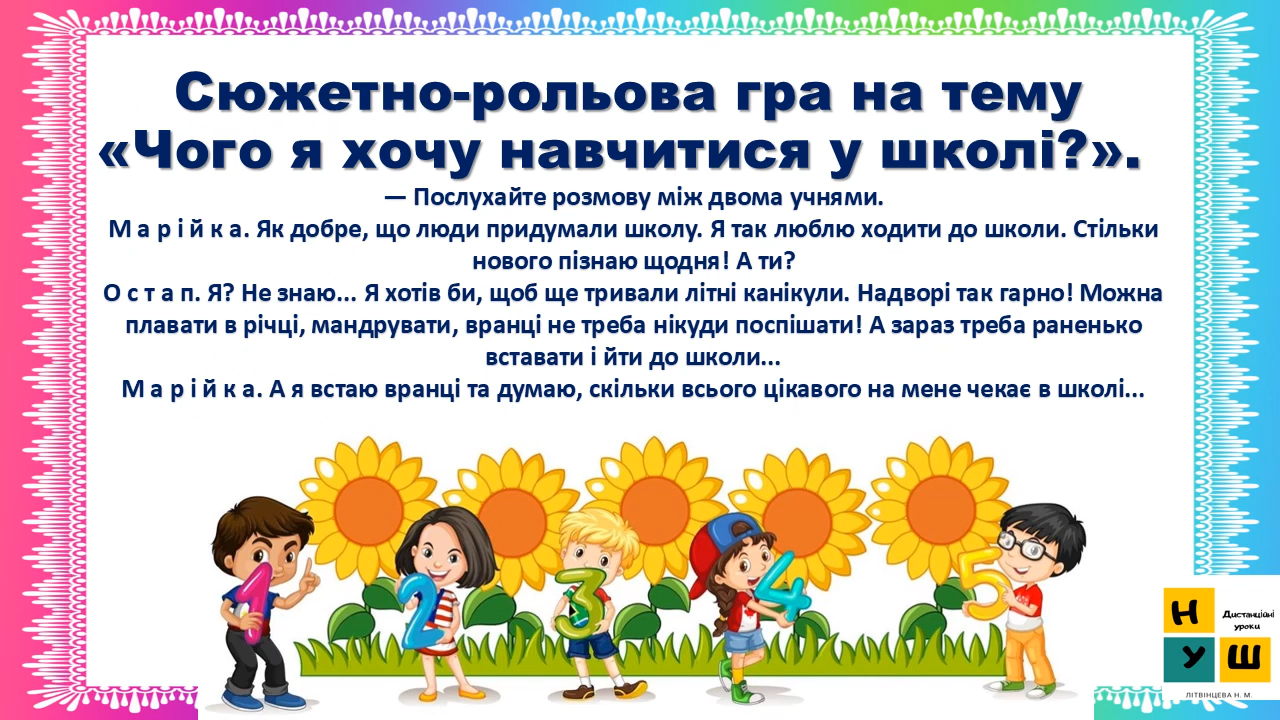 Сюжетно-рольова гра на тему
«Чого я хочу навчитися у школі?».
— Послухайте розмову між двома учнями.
М а р і й к а. Як добре, що люди придумали школу. Я так люблю ходити до школи. Стільки
нового пізнаю щодня! А ти?
О с т а п. Я? Не знаю... Я хотів би, щоб ще тривали літні канікули. Надворі так гарно! Можна
плавати в річці, мандрувати, вранці не треба нікуди поспішати! А зараз треба раненько
вставати і йти до школи...
М а р і й к а. А я встаю вранці та думаю, скільки всього цікавого на мене чекає в школі...
1 2 3 4 5
Н
Дистанційні
уроки
У Ш
ЛІТВІНЦЕВА Н. М.